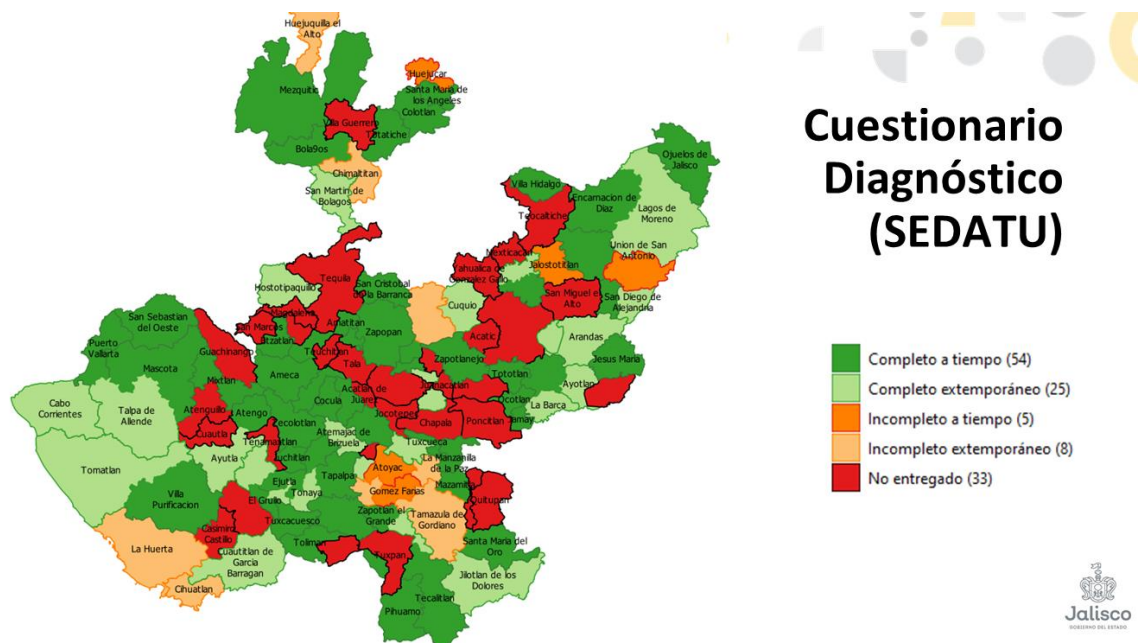 Huejuquilla el
Alto
Mezquitic
Huejucar
Santa Maria de
los Angeles
Colotlan
Villa Guerrero
Totatiche
Bola9os
Chimaltitan
San Martin de
Bolagos
Ojuelos de
Jalisco
Villa Hidalgo
Encarnacion de
Diaz
Teocaltiche
Lagos de
Moreno
Mexticacan
Union de San
Antonio
Jalostotitlan
Yahualica de
Gonzalez Gallo
Tequila
Hostotipaquillo
San Cristobal
de la Barranca
Cuquio
San Miguel el
Alto
San Diego de
Alejandria
Magdalena
San Marcos
Amatitan
Etzatlan
Zapopan
Acatic
Arandas
San Sebastian
del Oeste
Puerto
Vallarta
Mascota
Guachinango
Mixtlan
Teuchitlan
Tala
Ameca
Zapotlanejo
Tototlan
Jesus Maria
Juanacatlan
Acatlan de
Juarez
Cocula
Jocotepec
Chapala
Poncitlan
Ocotlan
Jamay
Ayotlan
La Barca
Cabo
Corrientes
Talpa de
Allende
Atenguillo
Atengo
Cuautla
Tecolotlan
Tenamaxtlan
Juchitlan
Atemajac de
Brizuela
Tuxcueca
La Manzanilla
de la Paz
Mazamitla
Tomatlan
Ayutla
Ejutla
Tonaya
Tapalpa
Atoyac
Gomez Farias
Quitupan
Villa
Purificacion
El Grullo
Tuxcacuesco
Zapotlan el
Grande
Tamazula de
Gordiano
La Huerta
Casimiro
Castillo
Cuautitlan de
Garcia
Barragan
Toliman
Tuxpan
Santa Maria del
Oro
Jilotlan de los
Dolores
Cihuatlan
Tecalitlan
Pihuamo
Cuestionario
Diagnóstico
(SEDATU)
Completo a tiempo (54)
Completo extemporáneo (25)
Incompleto a tiempo (5)
Incompleto extemporáneo (8)
No entregado (33)
Jalisco
GOBIERNO DEL ESTADO